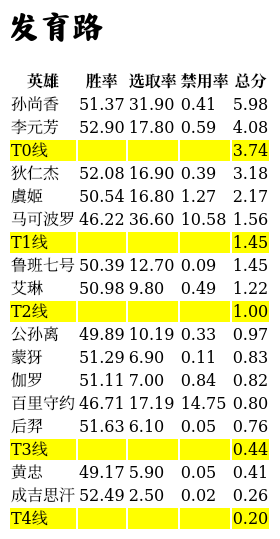 发育路
英雄 胜率 选取率 禁用率 总分
孙尚香 51.37 31.90 0.41 5.98
李元芳 52.90 17.80 0.59 4.08
T0线 3.74
狄仁杰 52.08 16.90 0.39 3.18
虞姬 50.54 16.80 1.27 2.17
马可波罗 46.22 36.60 10.58 1.56
T1线 1.45
鲁班七号 50.39 12.70 0.09 1.45
艾琳 50.98 9.80 0.49 1.22
T2线 1.00
公孙离 49.89 10.19 0.33 0.97
蒙犽 51.29 6.90 0.11 0.83
伽罗 51.11 7.00 0.84 0.82
百里守约 46.71 17.19 14.75 0.80
后羿 51.63 6.10 0.05 0.76
T3线 0.44
黄忠 49.17 5.90 0.05 0.41
成吉思汗 52.49 2.50 0.02 0.26
T4线 0.20